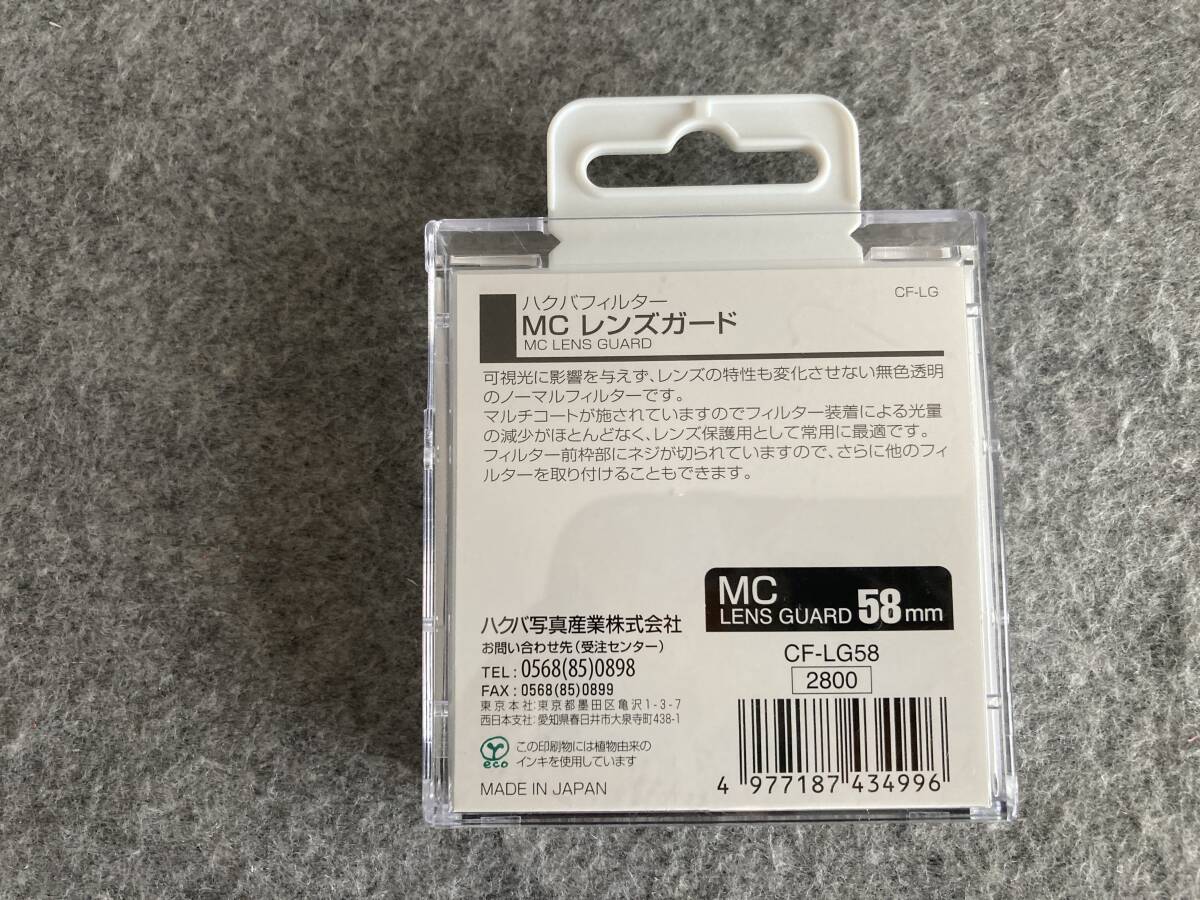 ハクバフィルター
CF-LG
MC レンズガード
MC LENS GUARD
可視光に影響を与えず、レンズの特性も変化させない無色透明
のノーマルフィルターです。
マルチコートが施されていますのでフィルター装着による光量
の減少がほとんどなく、レンズ保護用として常用に最適です。
フィルター前枠部にネジが切られていますので、さらに他のフィ
ルターを取り付けることもできます。
MC
LENS GUARD 58mm
CF-LG58
2800
4 977187 434996
ハクバ写真産業株式会社
お問い合わせ先(受注センター)
TEL:0568(85)0898
FAX:0568(85)0899
東京本社:東京都墨田区亀沢1-3-7
西日本支社:愛知県春日井市大泉寺町438-1
eco
この印刷物には植物由来の
インキを使用しています
MADE IN JAPAN